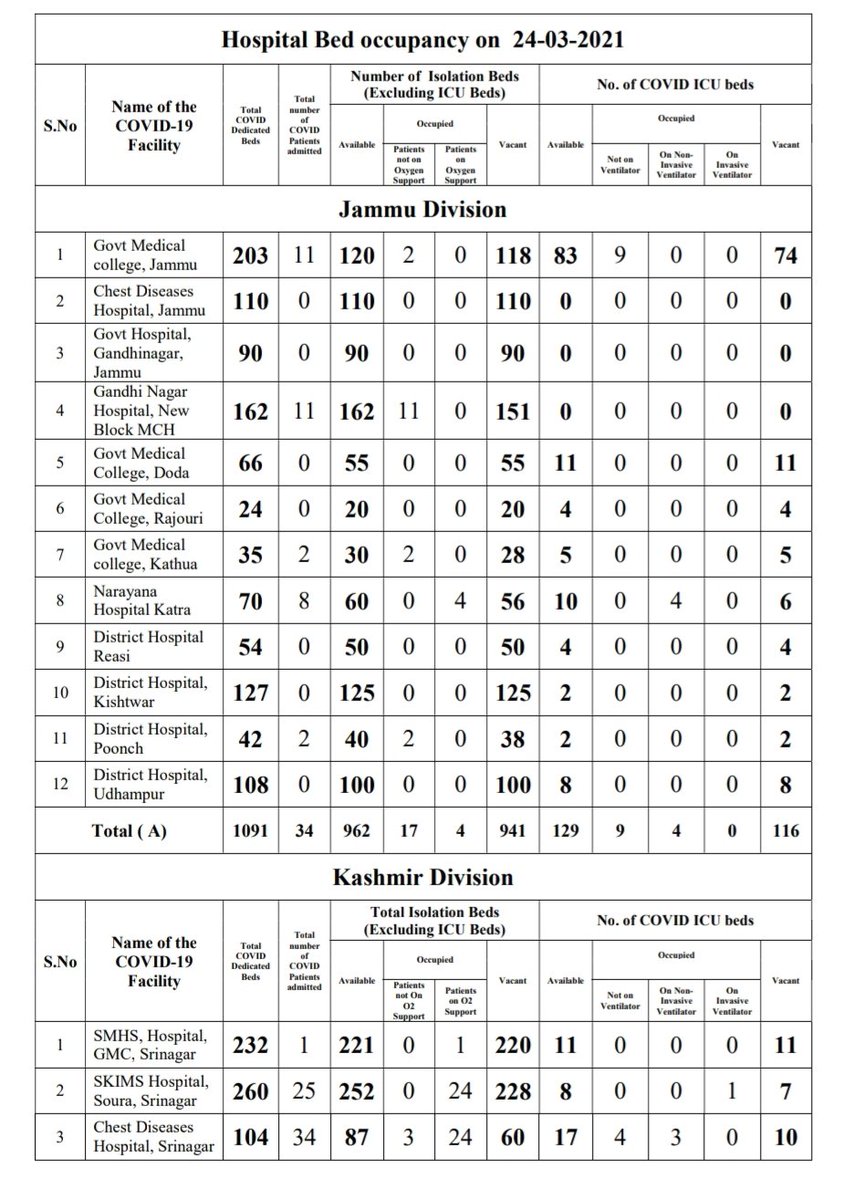 Hospital Bed occupancy on 24-03-2021
S.No
Name of the
COVID-19
Facility
Total
COVID
Dedicated
Beds
Total
number
of
COVID
Patients
admitted
Number of Isolation Beds
(Excluding ICU Beds)
No. of COVID ICU beds
Available
Occupied
Vacant
Available
Occupied
Vacant
Patients
not on
Oxygen
Support
Patients
on
Oxygen
Support
Not on
Ventilator
On Non-
Invasive
Ventilator
On
Invasive
Ventilator
Jammu Division
1 Govt Medical
college, Jammu 203 11 120 2 0 118 83 9 0 0 74
2 Chest Diseases
Hospital, Jammu 110 0 110 0 0 110 0 0 0 0 0
3 Govt Hospital,
Gandhinagar,
Jammu 90 0 90 0 0 90 0 0 0 0 0
4 Gandhi Nagar
Hospital, New
Block MCH 162 11 162 11 0 151 0 0 0 0 0
5 Govt Medical
College, Doda 66 0 55 0 0 55 11 0 0 0 11
6 Govt Medical
College, Rajouri 24 0 20 0 0 20 4 0 0 0 4
7 Govt Medical
college, Kathua 35 2 30 2 0 28 5 0 0 0 5
8 Narayana
Hospital Katra 70 8 60 0 4 56 10 0 4 0 6
9 District Hospital
Reasi 54 0 50 0 0 50 4 0 0 0 4
10 District Hospital,
Kishtwar 127 0 125 0 0 125 2 0 0 0 2
11 District Hospital,
Poonch 42 2 40 2 0 38 2 0 0 0 2
12 District Hospital,
Udhampur 108 0 100 0 0 100 8 0 0 0 8
Total ( A) 1091 34 962 17 4 941 129 9 4 0 116
Kashmir Division
S.No
Name of the
COVID-19
Facility
Total
COVID
Dedicated
Beds
Total
number
of
COVID
Patients
admitted
Total Isolation Beds
(Excluding ICU Beds)
No. of COVID ICU beds
Available
Occupied
Vacant
Available
Occupied
Vacant
Patients
not On
O2
Support
Patients
on O2
Support
Not on
Ventilator
On Non-
Invasive
Ventilator
On
Invasive
Ventilator
1 SMHS, Hospital,
GMC, Srinagar 232 1 221 0 1 220 11 0 0 0 11
2 SKIMS Hospital,
Soura, Srinagar 260 25 252 0 24 228 8 0 0 1 7
3 Chest Diseases
Hospital, Srinagar 104 34 87 3 24 60 17 4 3 0 10